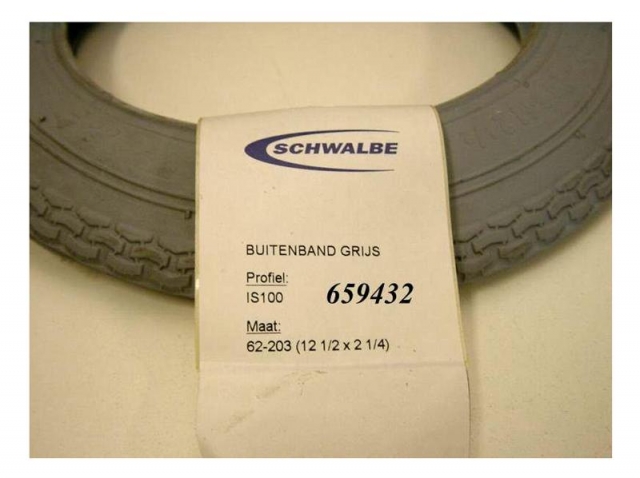 SCHWALBE
BUITENBAND GRIJS
Profiel:
IS100
659432
Maat:
62-203 (12 1/2 x 2 1/4)